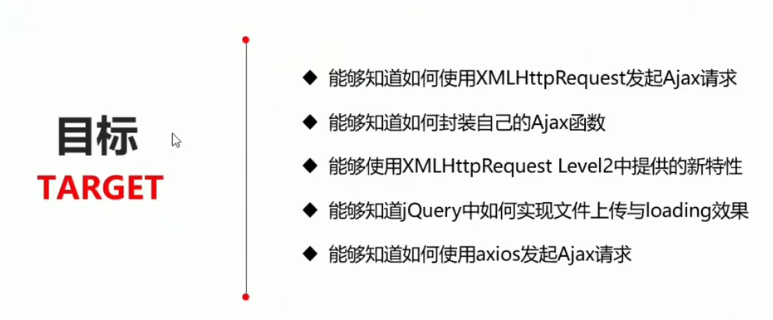 目标
TARGET
◆ 能够知道如何使用XMLHttpRequest发起Ajax请求
◆ 能够知道如何封装自己的Ajax函数
◆ 能够使用XMLHttpRequest Level2中提供的新特性
◆ 能够知道jQuery中如何实现文件上传与loading效果
◆ 能够知道如何使用axios发起Ajax请求